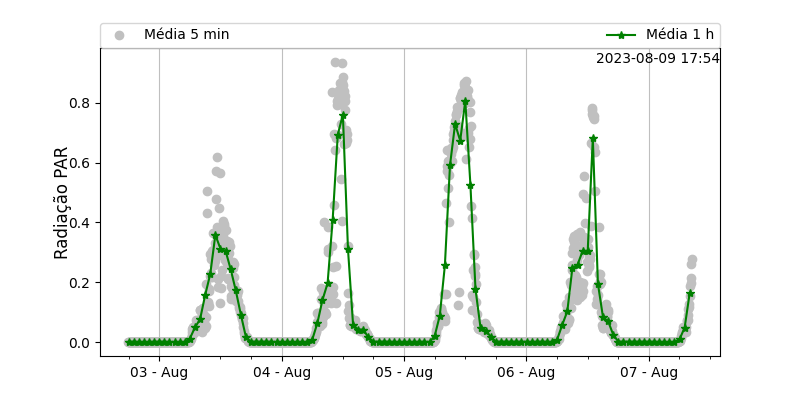 Média 5 min
Média 1 h
2023-08-09 17:54
Radiação PAR
0.8
0.6
0.4
0.2
0.0
03 - Aug
04 - Aug
05 - Aug
06 - Aug
07 - Aug